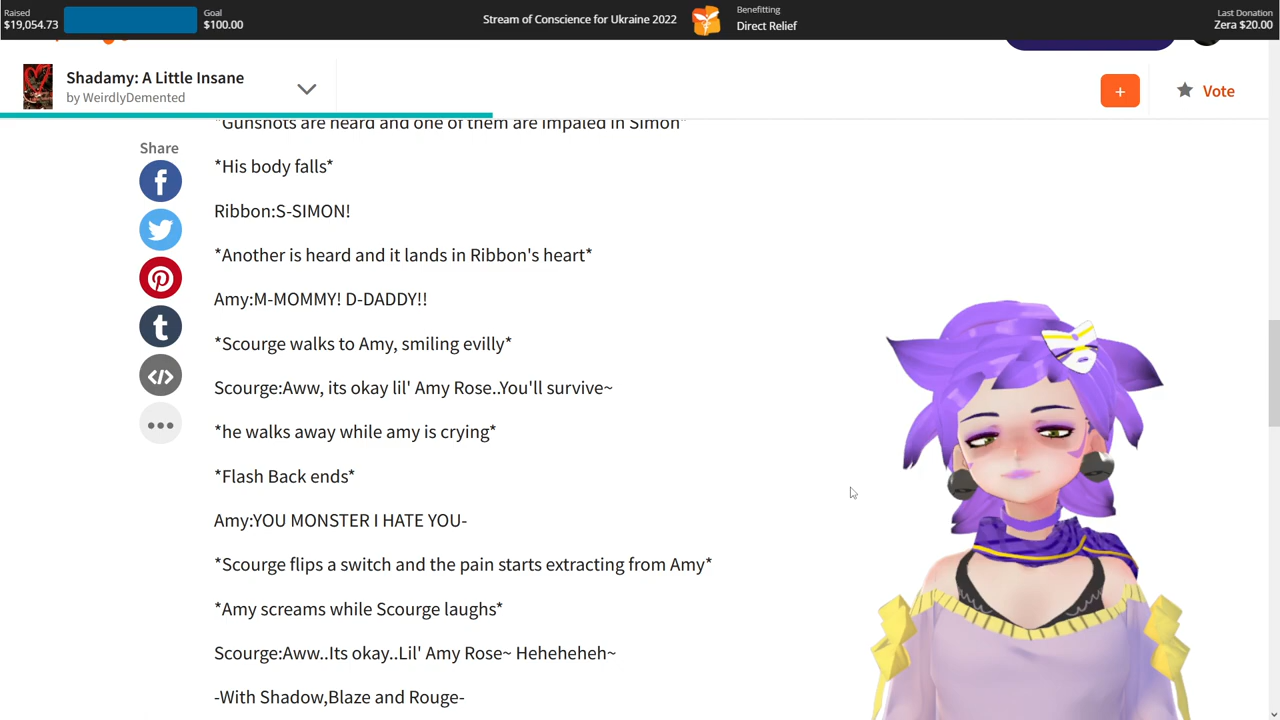 Raised
$19,054.73
Goal
$100.00
Stream of Conscience for Ukraine 2022
Benefitting
Direct Relief
Last Donation
Zera $20.00
Shadamy: A Little Insane
by WeirdlyDemented
+
Vote
Share
*Gunshots are heard and one of them are impaled in Simon*
*His body falls*
Ribbon:S-SIMON!
*Another is heard and it lands in Ribbon's heart*
Amy:M-MOMMY! D-DADDY!!
*Scourge walks to Amy, smiling evilly*
Scourge:Aww, its okay lil' Amy Rose..You'll survive~
*he walks away while amy is crying*
*Flash Back ends*
Amy:YOU MONSTER I HATE YOU-
*Scourge flips a switch and the pain starts extracting from Amy*
*Amy screams while Scourge laughs*
Scourge:Aww..Its okay..Lil' Amy Rose~ Heheheheh~
-With Shadow,Blaze and Rouge-